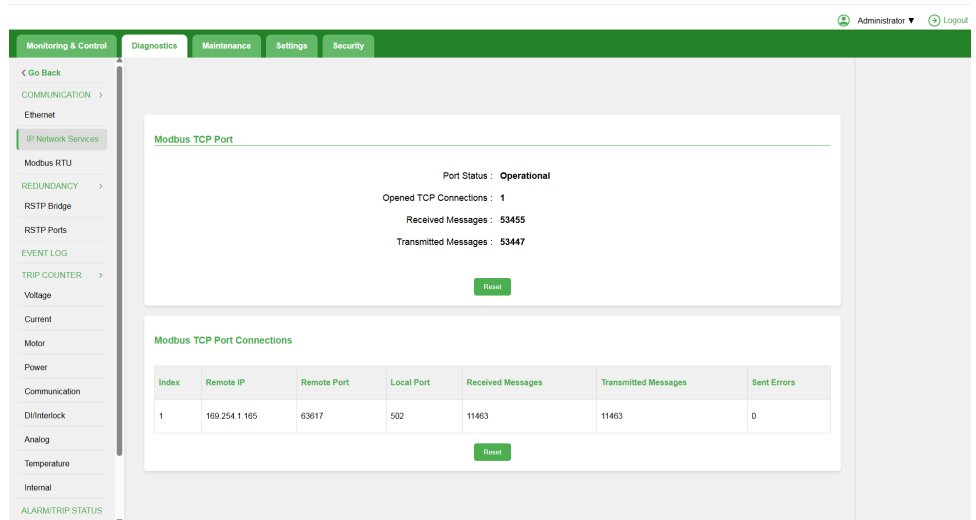 Administrator ▼ Logout
Monitoring & Control Diagnostics Maintenance Settings Security
Go Back
COMMUNICATION
Ethernet
IP Network Services
Modbus RTU
REDUNDANCY
RSTP Bridge
RSTP Ports
EVENT LOG
TRIP COUNTER
Voltage
Current
Motor
Power
Communication
DI/Interlock
Analog
Temperature
Internal
ALARM/TRIP STATUS
Modbus TCP Port
Port Status : Operational
Opened TCP Connections : 1
Received Messages : 53455
Transmitted Messages : 53447
Reset
Modbus TCP Port Connections
Index Remote IP Remote Port Local Port Received Messages Transmitted Messages Sent Errors
1 169.254.1.165 63617 502 11463 11463 0
Reset